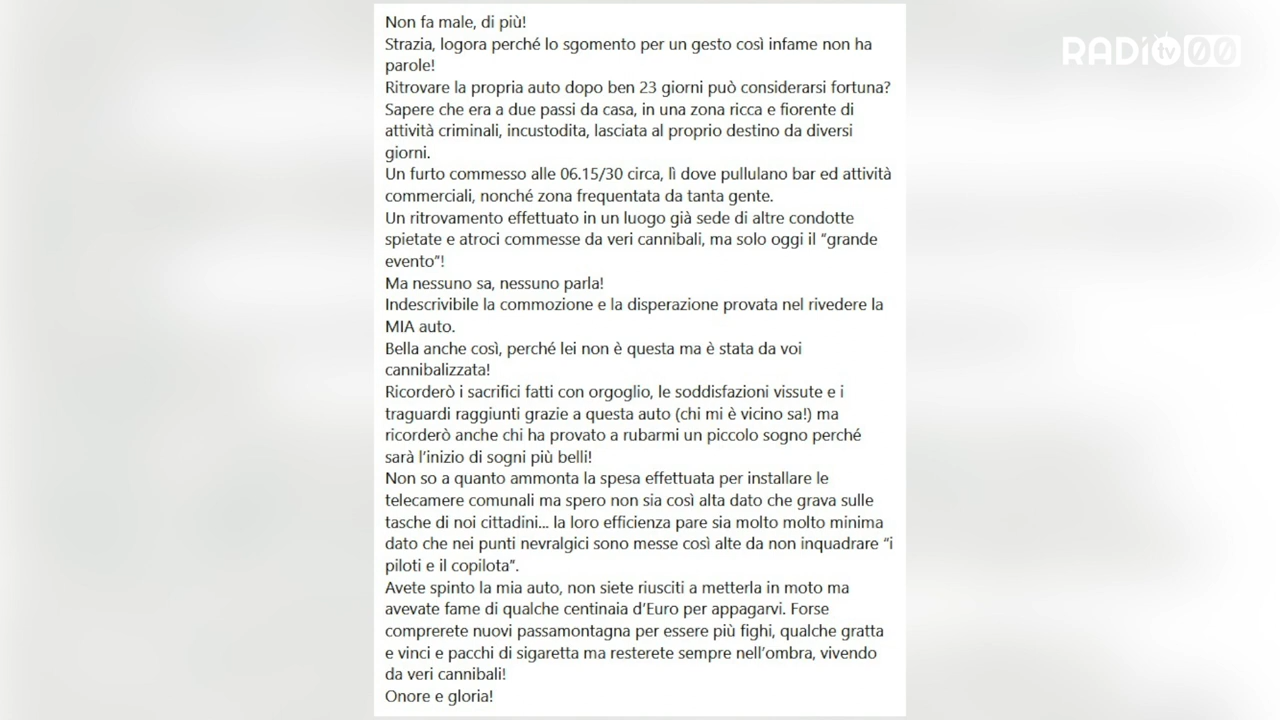 Non fa male, di più!
Strazia, logora perché lo sgomento per un gesto così infame non ha
parole!
Ritrovare la propria auto dopo ben 23 giorni può considerarsi fortuna?
Sapere che era a due passi da casa, in una zona ricca e fiorente di
attività criminali, incustodita, lasciata al proprio destino da diversi
giorni.
Un furto commesso alle 06.15/30 circa, lì dove pullulano bar ed attività
commerciali, nonché zona frequentata da tanta gente.
Un ritrovamento effettuato in un luogo già sede di altre condotte
spietate e atroci commesse da veri cannibali, ma solo oggi il “grande
evento”!
Ma nessuno sa, nessuno parla!
Indescrivibile la commozione e la disperazione provata nel rivedere la
MIA auto.
Bella anche così, perché lei non è questa ma è stata da voi
cannibalizzata!
Ricorderò i sacrifici fatti con orgoglio, le soddisfazioni vissute e i
traguardi raggiunti grazie a questa auto (chi mi è vicino sa!) ma
ricorderò anche chi ha provato a rubarmi un piccolo sogno perché
sarà l’inizio di sogni più belli!
Non so a quanto ammonta la spesa effettuata per installare le
telecamere comunali ma spero non sia così alta dato che grava sulle
tasche di noi cittadini... la loro efficienza pare sia molto molto minima
dato che nei punti nevralgici sono messe così alte da non inquadrare “i
piloti e il copilota”.
Avete spinto la mia auto, non siete riusciti a metterla in moto ma
avevate fame di qualche centinaia d’Euro per appagarvi. Forse
comprerete nuovi passamontagna per essere più fighi, qualche gratta
e vinci e pacchi di sigaretta ma resterete sempre nell’ombra, vivendo
da veri cannibali!
Onore e gloria!
RADIO tv 00